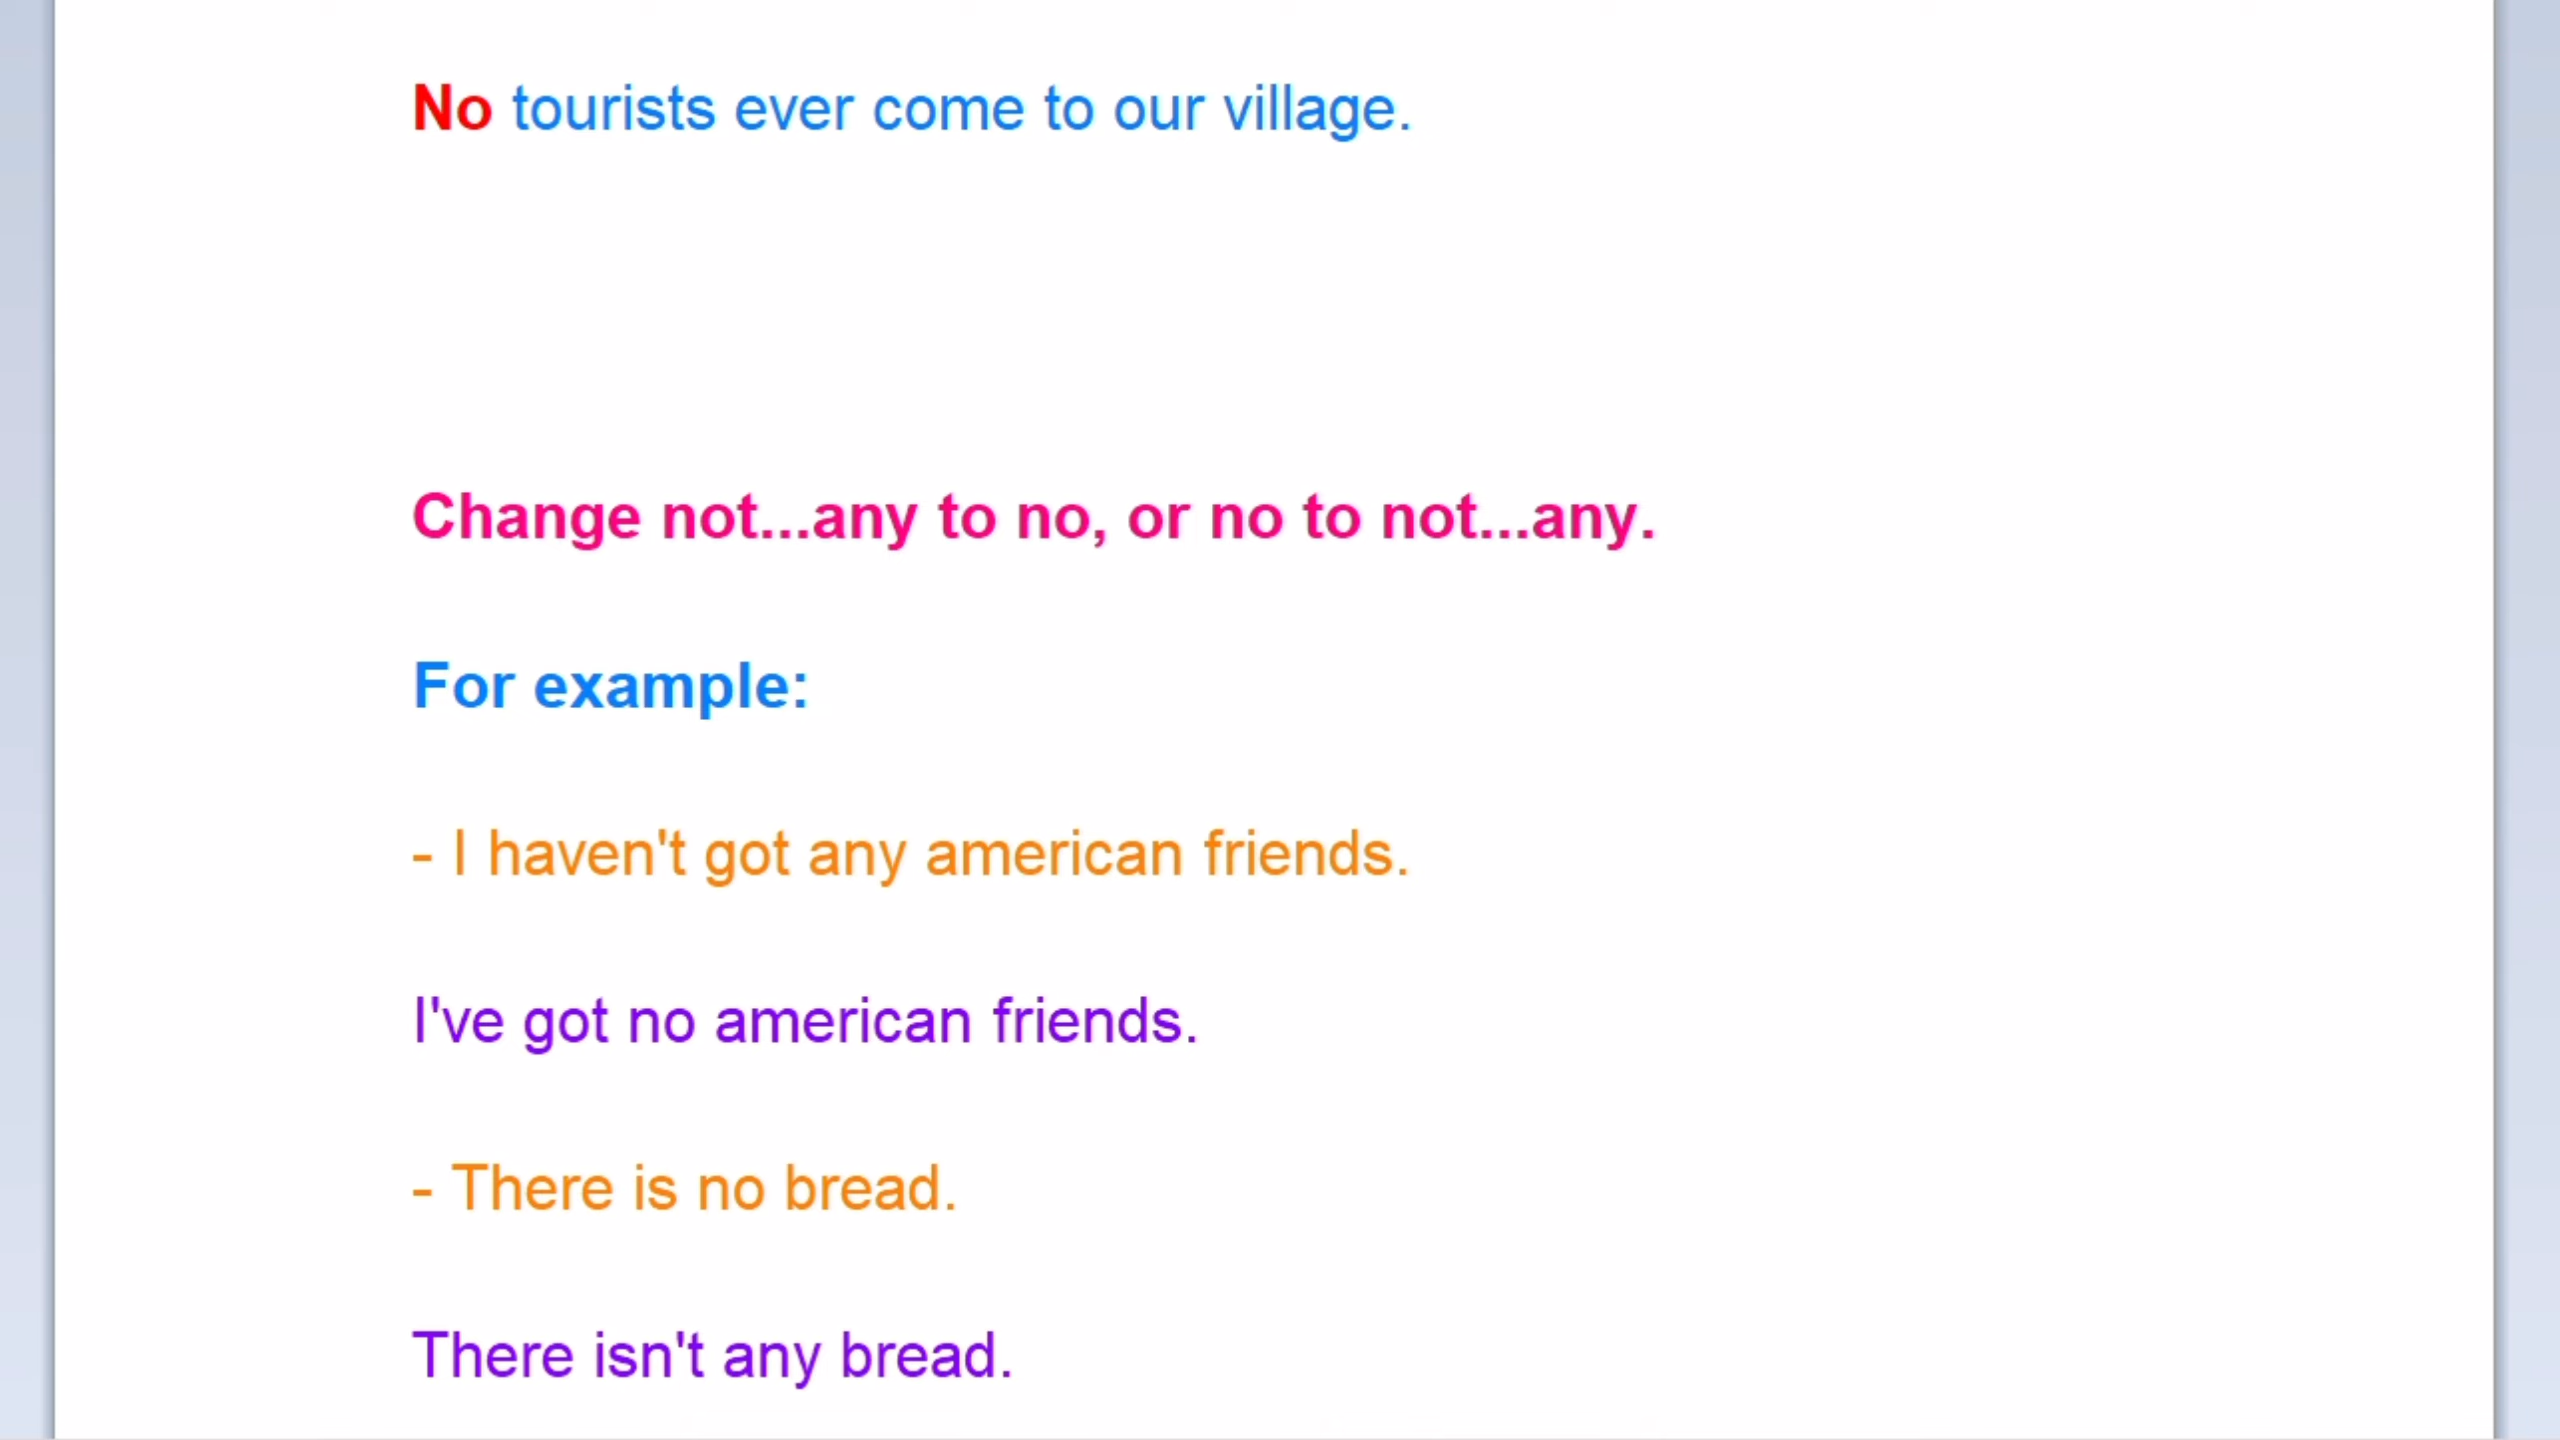 No tourists ever come to our village.
Change not...any to no, or no to not...any.
For example:
- I haven't got any american friends.
I've got no american friends.
- There is no bread.
There isn't any bread.